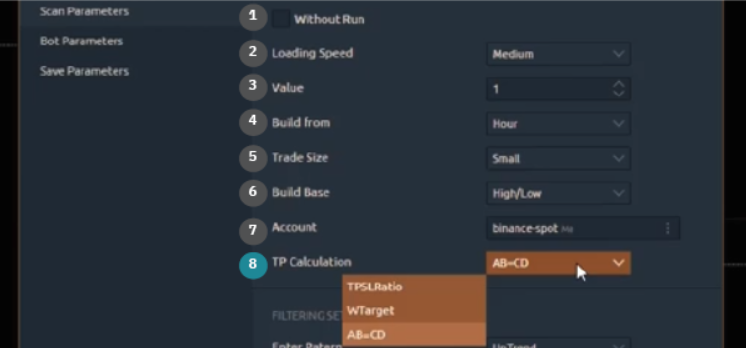 Scan Parameters
Bot Parameters
Save Parameters
1 Without Run
2 Loading Speed Medium
3 Value 1
4 Build from Hour
5 Trade Size Small
6 Build Base High/Low
7 Account binance-spot
8 TP Calculation AB=CD
TPSLRatio
WTarget
AB=CD
FILTERING SE
Enter Patern UpTrend